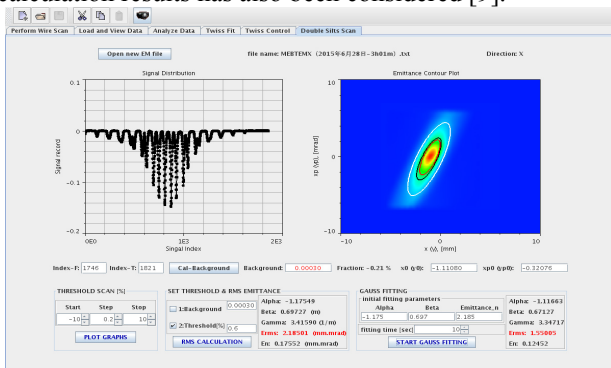 calculation results has also been considered [9].
Perform Wire Scan Load and View Data Analyze Data Twiss Fit Twiss Control Double Silts Scan
Open new EM file file name: MEBTEMX (2015年6月28日-3h01m) .txt Direction: X
Signal Distribution Emittance Contour Plot
0.1 10
0 0
-0.1
-0.2 -10
0E0 1E3 2E3 -10 0 10
Signal record
Singal Index
xp (yp), [mrad]
x (y), [mm]
Index-F: 1746 Index-T: 1821 Cal-Background Background: 0.00030 Fraction: -0.21 % x0 (y0): -1.11080 xp0 (yp0): -0.32076
THRESHOLD SCAN [%] SET THRESHOLD & RMS EMITTANCE GAUSS FITTING
Start Step Stop
-10 0.2 10
PLOT GRAPHS
1:Background 0.00030
2:Threshold[%] 0.6
RMS CALCULATION
Alpha: -1.17549
Beta: 0.69727 (m)
Gamma: 3.41590 (1/m)
Erms: 2.18501 (mm.mrad)
En: 0.17552 (mm.mrad)
initial fitting parameters
Alpha Beta Emittance_n
-1.175 0.697 2.185
fitting time [sec] 10
START GAUSS FITTING
Alpha: -1.11663
Beta: 0.67127
Gamma: 3.34717
Erms: 1.55005
En: 0.12452